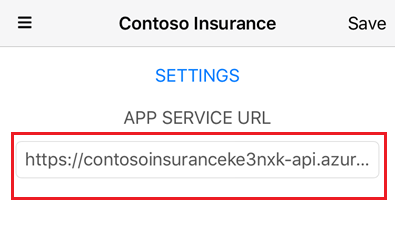 Contoso Insurance Save
SETTINGS
APP SERVICE URL
https://contosoinsuranceke3nxk-api.azur...